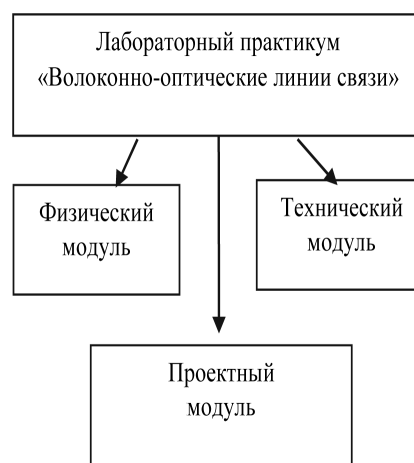 Лабораторный практикум
«Волоконно-оптические линии связи»
Физический
модуль
Технический
модуль
Проектный
модуль